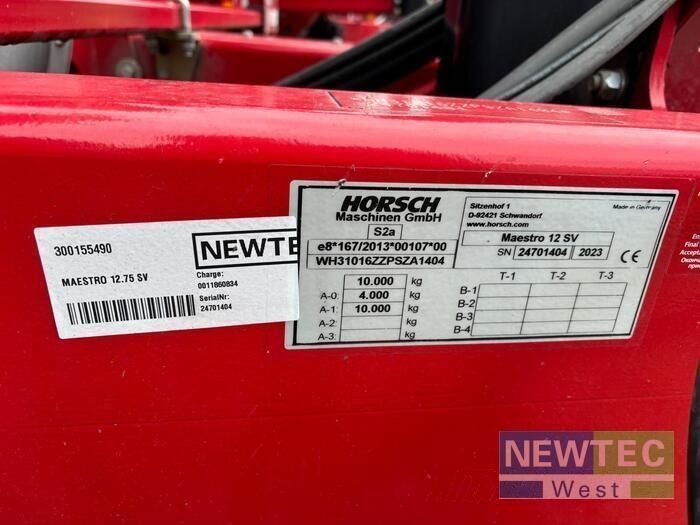 300155490
NEWTEC
MAESTRO 12.75 SV
Charge:
0011860834
SerialNr:
24701404
HORSCH
Maschinen GmbH
Sitzenhof 1
D-92421 Schwandorf
www.horsch.com
Made in Germany
S2a
e8*167/2013*00107*00
WH31016ZZPSZA1404
Maestro 12 SV
SN 24701404 2023
CE
10.000 kg
A-0: 4.000 kg
A-1: 10.000 kg
A-2: kg
A-3: kg
T-1 T-2 T-3
B-1
B-2
B-3
B-4
Final
Accepta
NEWTEC
West